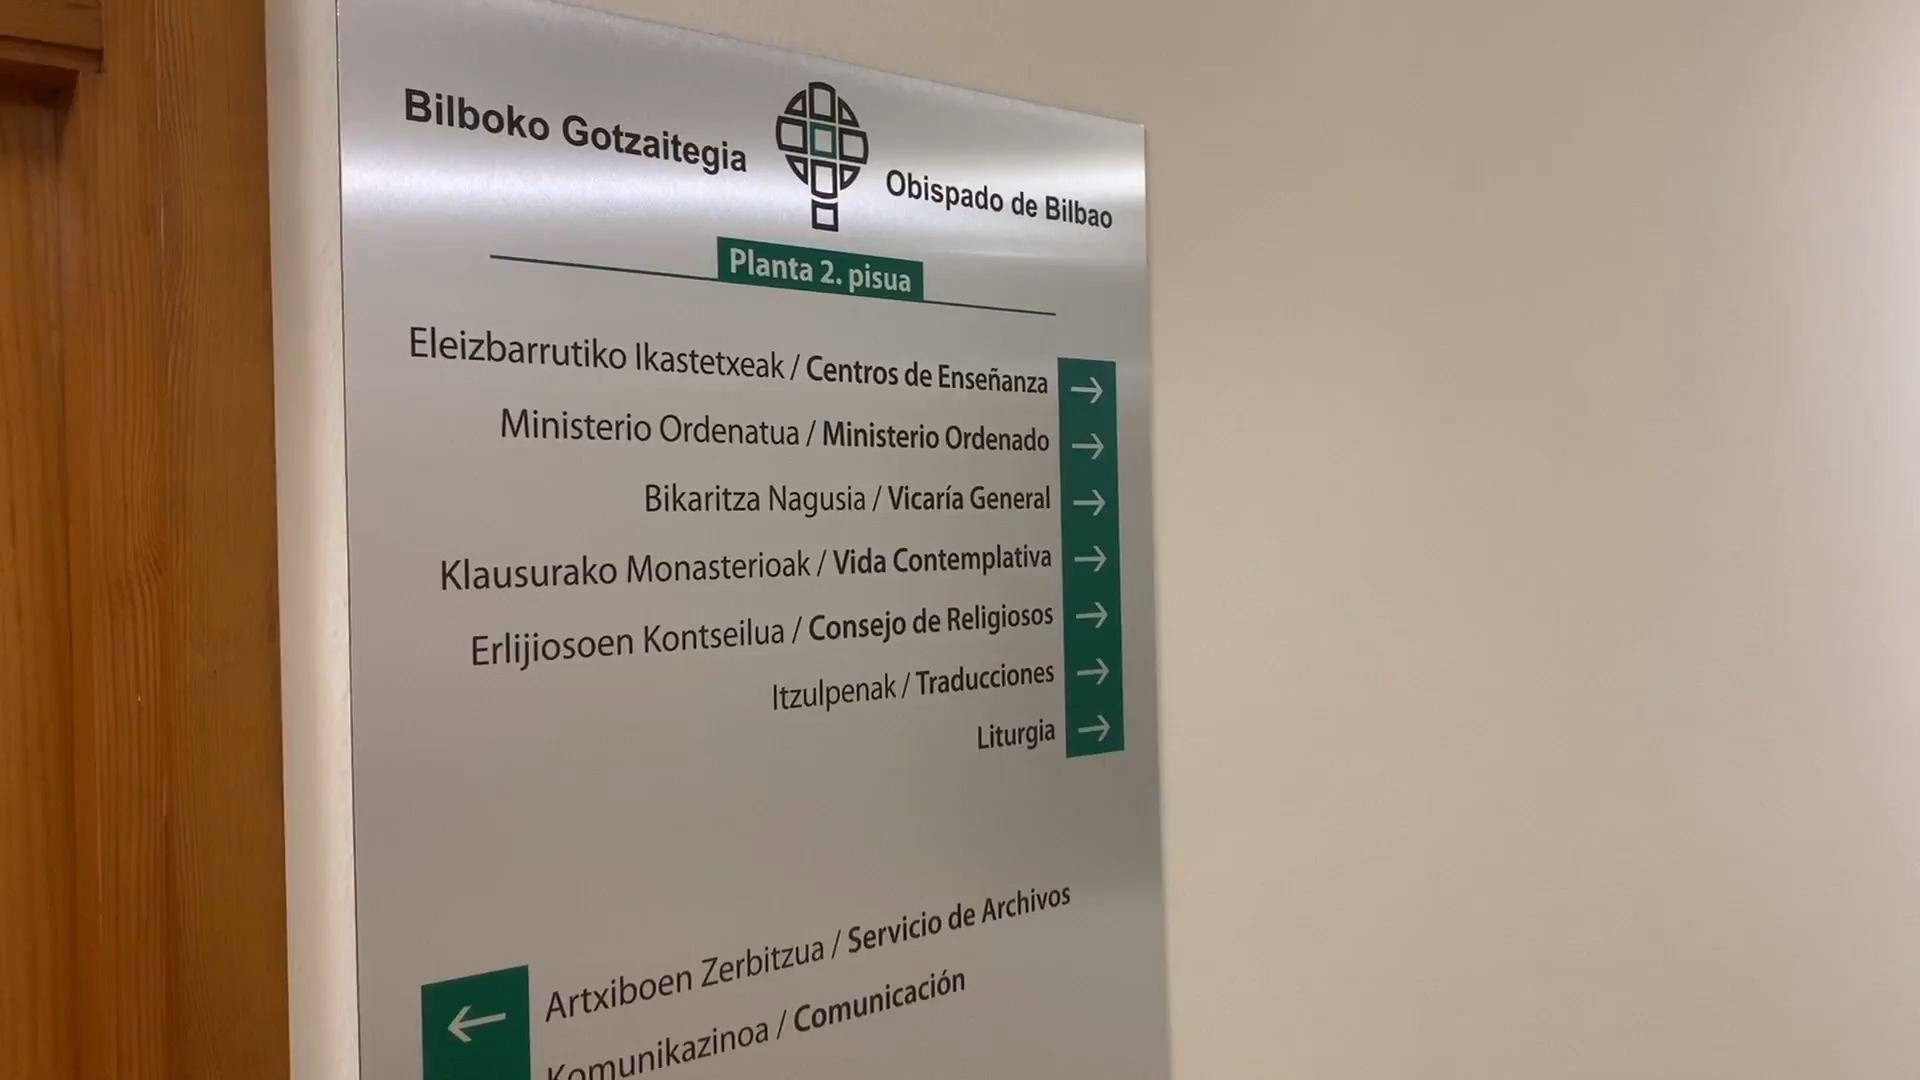 Bilboko Gotzaitegia
Obispado de Bilbao
Planta 2. pisua
Eleizbarrutiko Ikastetxeak / Centros de Enseñanza →
Ministerio Ordenatua / Ministerio Ordenado →
Bikaritza Nagusia / Vicaría General →
Klausurako Monasterioak / Vida Contemplativa →
Erlijiosoen Kontseilua / Consejo de Religiosos →
Itzulpenak / Traducciones →
Liturgia →
← Artxiboen Zerbitzua / Servicio de Archivos
Komunikazinoa / Comunicación